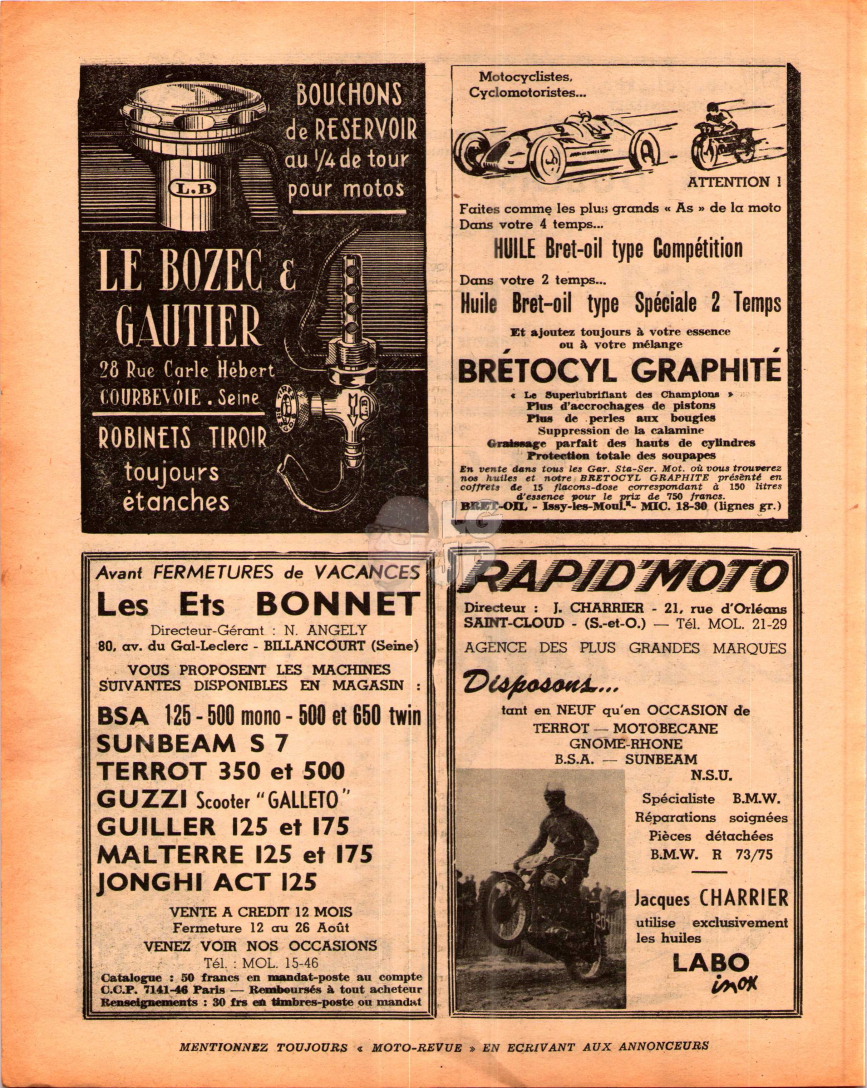 BOUCHONS
de RESERVOIR
au 1/4 de tour
pour motos
L.B
LE BOZEC &
GAUTIER
28 Rue Carle Hébert
COURBEVOIE . Seine
ROBINETS TIROIR
toujours
étanches
Motocyclistes,
Cyclomotoristes...
ATTENTION !
Faites comme les plus grands « As » de la moto
Dans votre 4 temps...
HUILE Bret-oil type Compétition
Dans votre 2 temps...
Huile Bret-oil type Spéciale 2 Temps
Et ajoutez toujours à votre essence
ou à votre mélange
BRÉTOCYL GRAPHITÉ
« Le Superlubrifiant des Champions »
Plus d'accrochages de pistons
Plus de perles aux bougies
Suppression de la calamine
Graissage parfait des hauts de cylindres
Protection totale des soupapes
En vente dans tous les Gar. Sta-Ser. Mot. où vous trouverez
nos huiles et notre BRETOCYL GRAPHITE présenté en
coffrets de 15 flacons-dose correspondant à 150 litres
d'essence pour le prix de 750 francs.
BRET-OIL - Issy-les-Moul.x - MIC. 18-30 (lignes gr.)
Avant FERMETURES de VACANCES
Les Ets BONNET
Directeur-Gérant : N. ANGELY
80, av. du Gal-Leclerc - BILLANCOURT (Seine)
VOUS PROPOSENT LES MACHINES
SUIVANTES DISPONIBLES EN MAGASIN :
BSA 125 - 500 mono - 500 et 650 twin
SUNBEAM S 7
TERROT 350 et 500
GUZZI Scooter "GALLETO"
GUILLER 125 et 175
MALTERRE 125 et 175
JONGHI ACT 125
VENTE A CREDIT 12 MOIS
Fermeture 12 au 26 Août
VENEZ VOIR NOS OCCASIONS
Tél. : MOL. 15-46
Catalogue : 50 francs en mandat-poste au compte
C.C.P. 7141-46 Paris — Remboursés à tout acheteur
Renseignements : 30 frs en timbres-poste ou mandat
RAPID'MOTO
Directeur : J. CHARRIER - 21, rue d'Orléans
SAINT-CLOUD - (S.-et-O.) — Tél. MOL. 21-29
AGENCE DES PLUS GRANDES MARQUES
Disposons...
tant en NEUF qu'en OCCASION de
TERROT — MOTOBECANE
GNOME-RHONE
B.S.A. — SUNBEAM
N.S.U.
Spécialiste B.M.W.
Réparations soignées
Pièces détachées
B.M.W. R 73/75
Jacques CHARRIER
utilise exclusivement
les huiles
LABO
inox
MENTIONNEZ TOUJOURS « MOTO-REVUE » EN ECRIVANT AUX ANNONCEURS